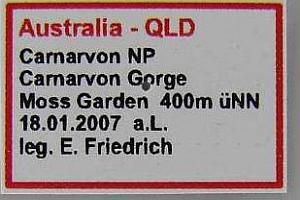 Australia - QLD
Carnarvon NP
Carnarvon Gorge
Moss Garden 400m üNN
18.01.2007 a.L.
leg. E. Friedrich